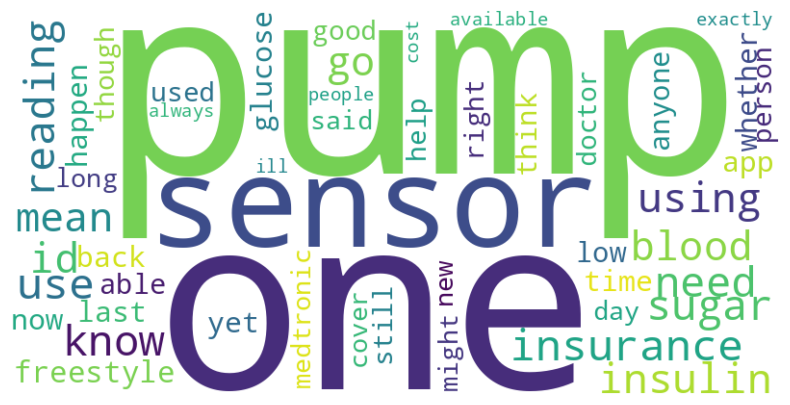 available
exactly
pump
reading
though
happen
good
go
cost
used
always
glucose
people
said
help
right
think
doctor
anyone
whether
person
app
ill
long
sensor
using
mean
id
back
use
able
low
blood
time
need
one
yet
now
last
know
freestyle
medtronic
cover
still
might
new
day
sugar
insurance
insulin